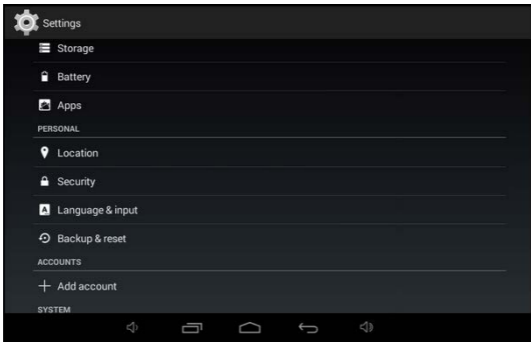 Settings
Storage
Battery
Apps
PERSONAL
Location
Security
Language & input
Backup & reset
ACCOUNTS
Add account
SYSTEM